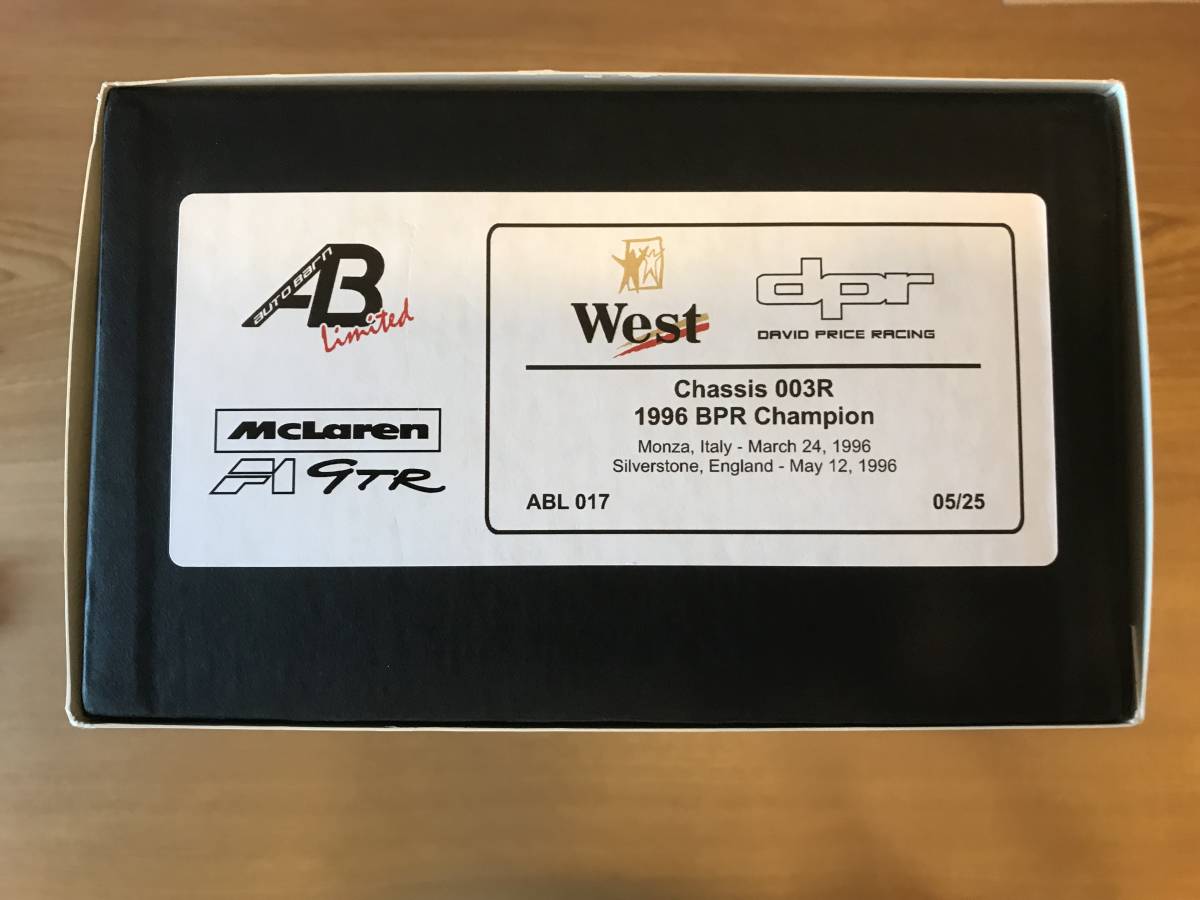 AUTO BARN
AB
Limited
McLaren
F1 GTR
West
dpr
DAVID PRICE RACING
Chassis 003R
1996 BPR Champion
Monza, Italy - March 24, 1996
Silverstone, England - May 12, 1996
ABL 017
05/25